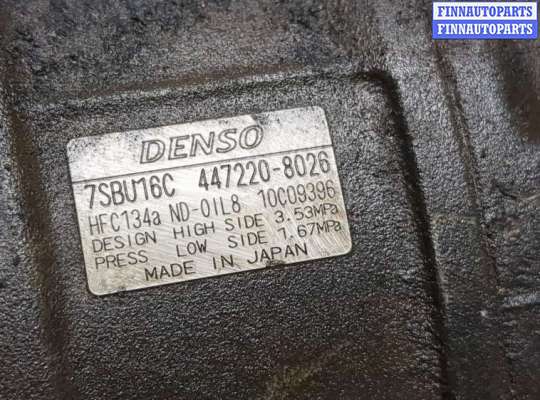 FINNAUTOPARTS
FINNAUTOPARTS
DENSO
7SBU16C 447220-8026
HFC134a ND-OIL8 10C09396
DESIGN HIGH SIDE 3.53MPa
PRESS LOW SIDE 1.67MPa
MADE IN JAPAN